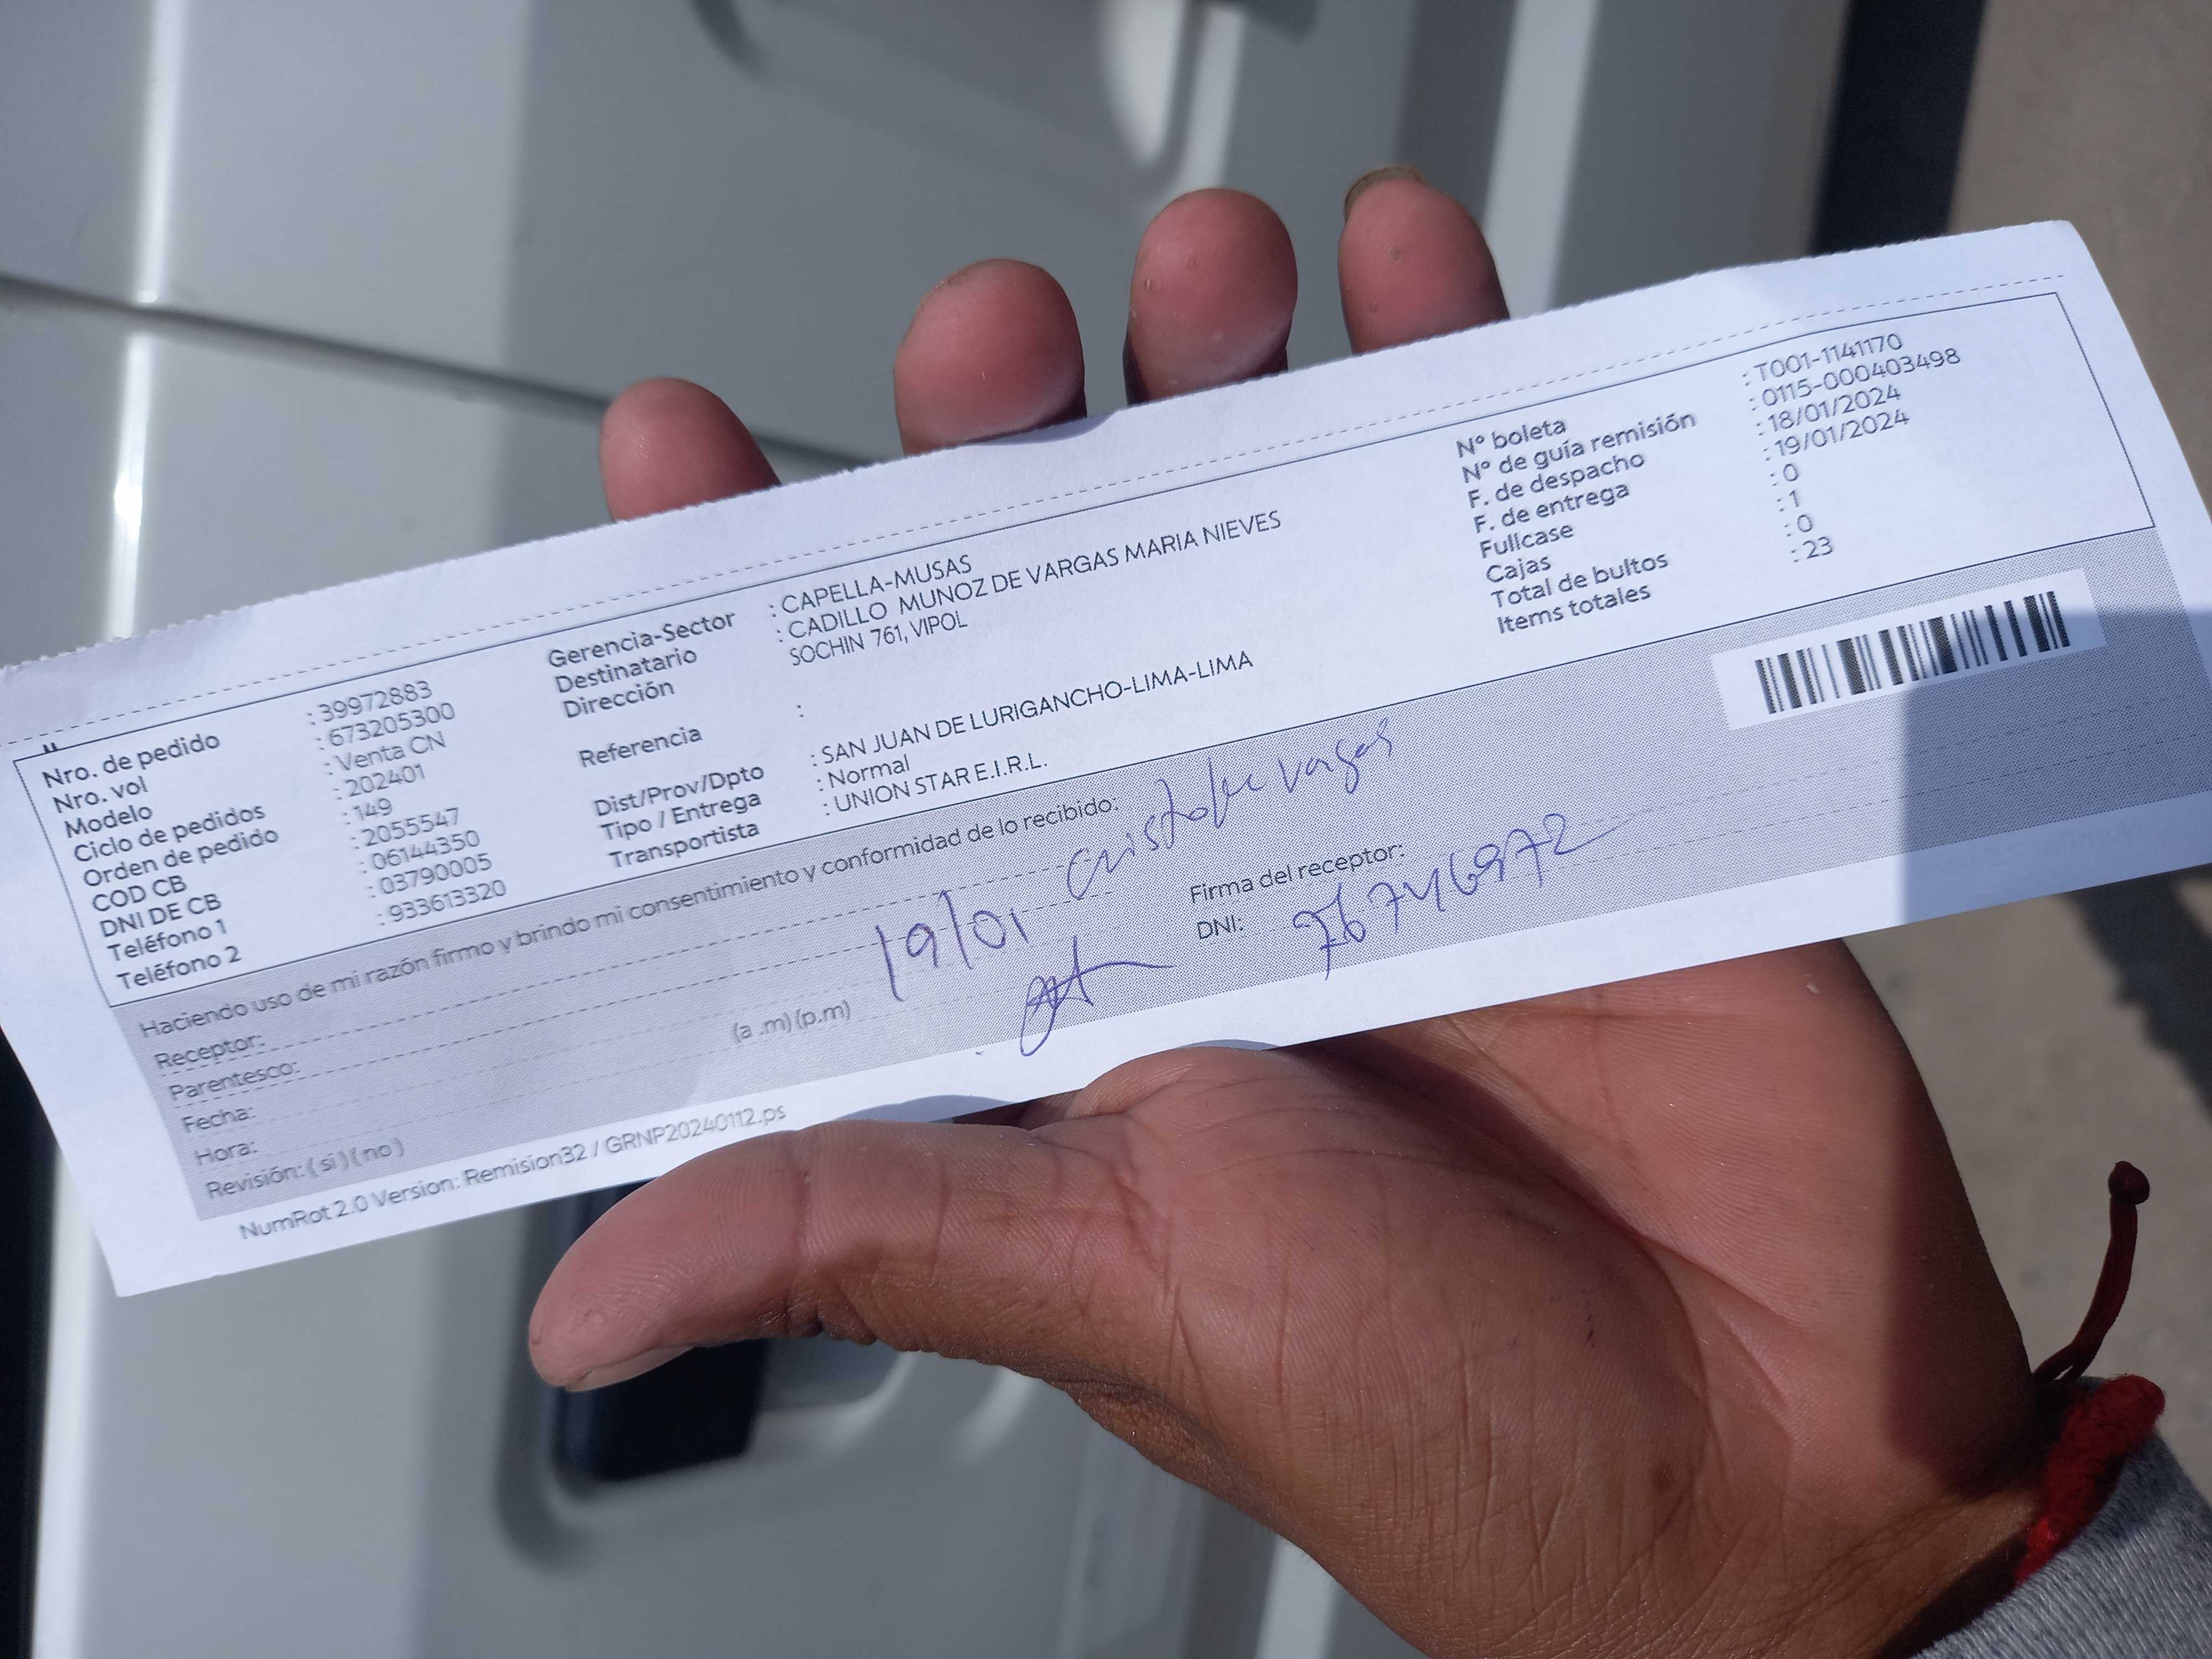 Nro. de pedido : 39972883
Nro. vol : 673205300
Modelo : Venta CN
Ciclo de pedidos : 202401
Orden de pedido : 149
COD CB : 2055547
DNI DE CB : 06144350
Teléfono 1 : 03790005
Teléfono 2 : 933613320
Gerencia-Sector : CAPELLA-MUSAS
Destinatario : CADILLO MUNOZ DE VARGAS MARIA NIEVES
Dirección SOCHIN 761, VIPOL
Referencia :
Dist/Prov/Dpto : SAN JUAN DE LURIGANCHO-LIMA-LIMA
Tipo / Entrega : Normal
Transportista : UNION STAR E.I.R.L.
N° boleta : T001-1141170
N° de guía remisión : 0115-000403498
F. de despacho : 18/01/2024
F. de entrega : 19/01/2024
Fullcase : 0
Cajas : 1
Total de bultos : 0
Items totales : 23
Haciendo uso de mi razón firmo y brindo mi consentimiento y conformidad de lo recibido:
Receptor:
Parentesco:
Fecha:
Hora: (a .m) (p.m)
Revisión: ( si ) ( no )
19/01
vargas
Firma del receptor:
DNI: 76746972
NumRot 2.0 Version: Remision32 / GRNP20240112.ps